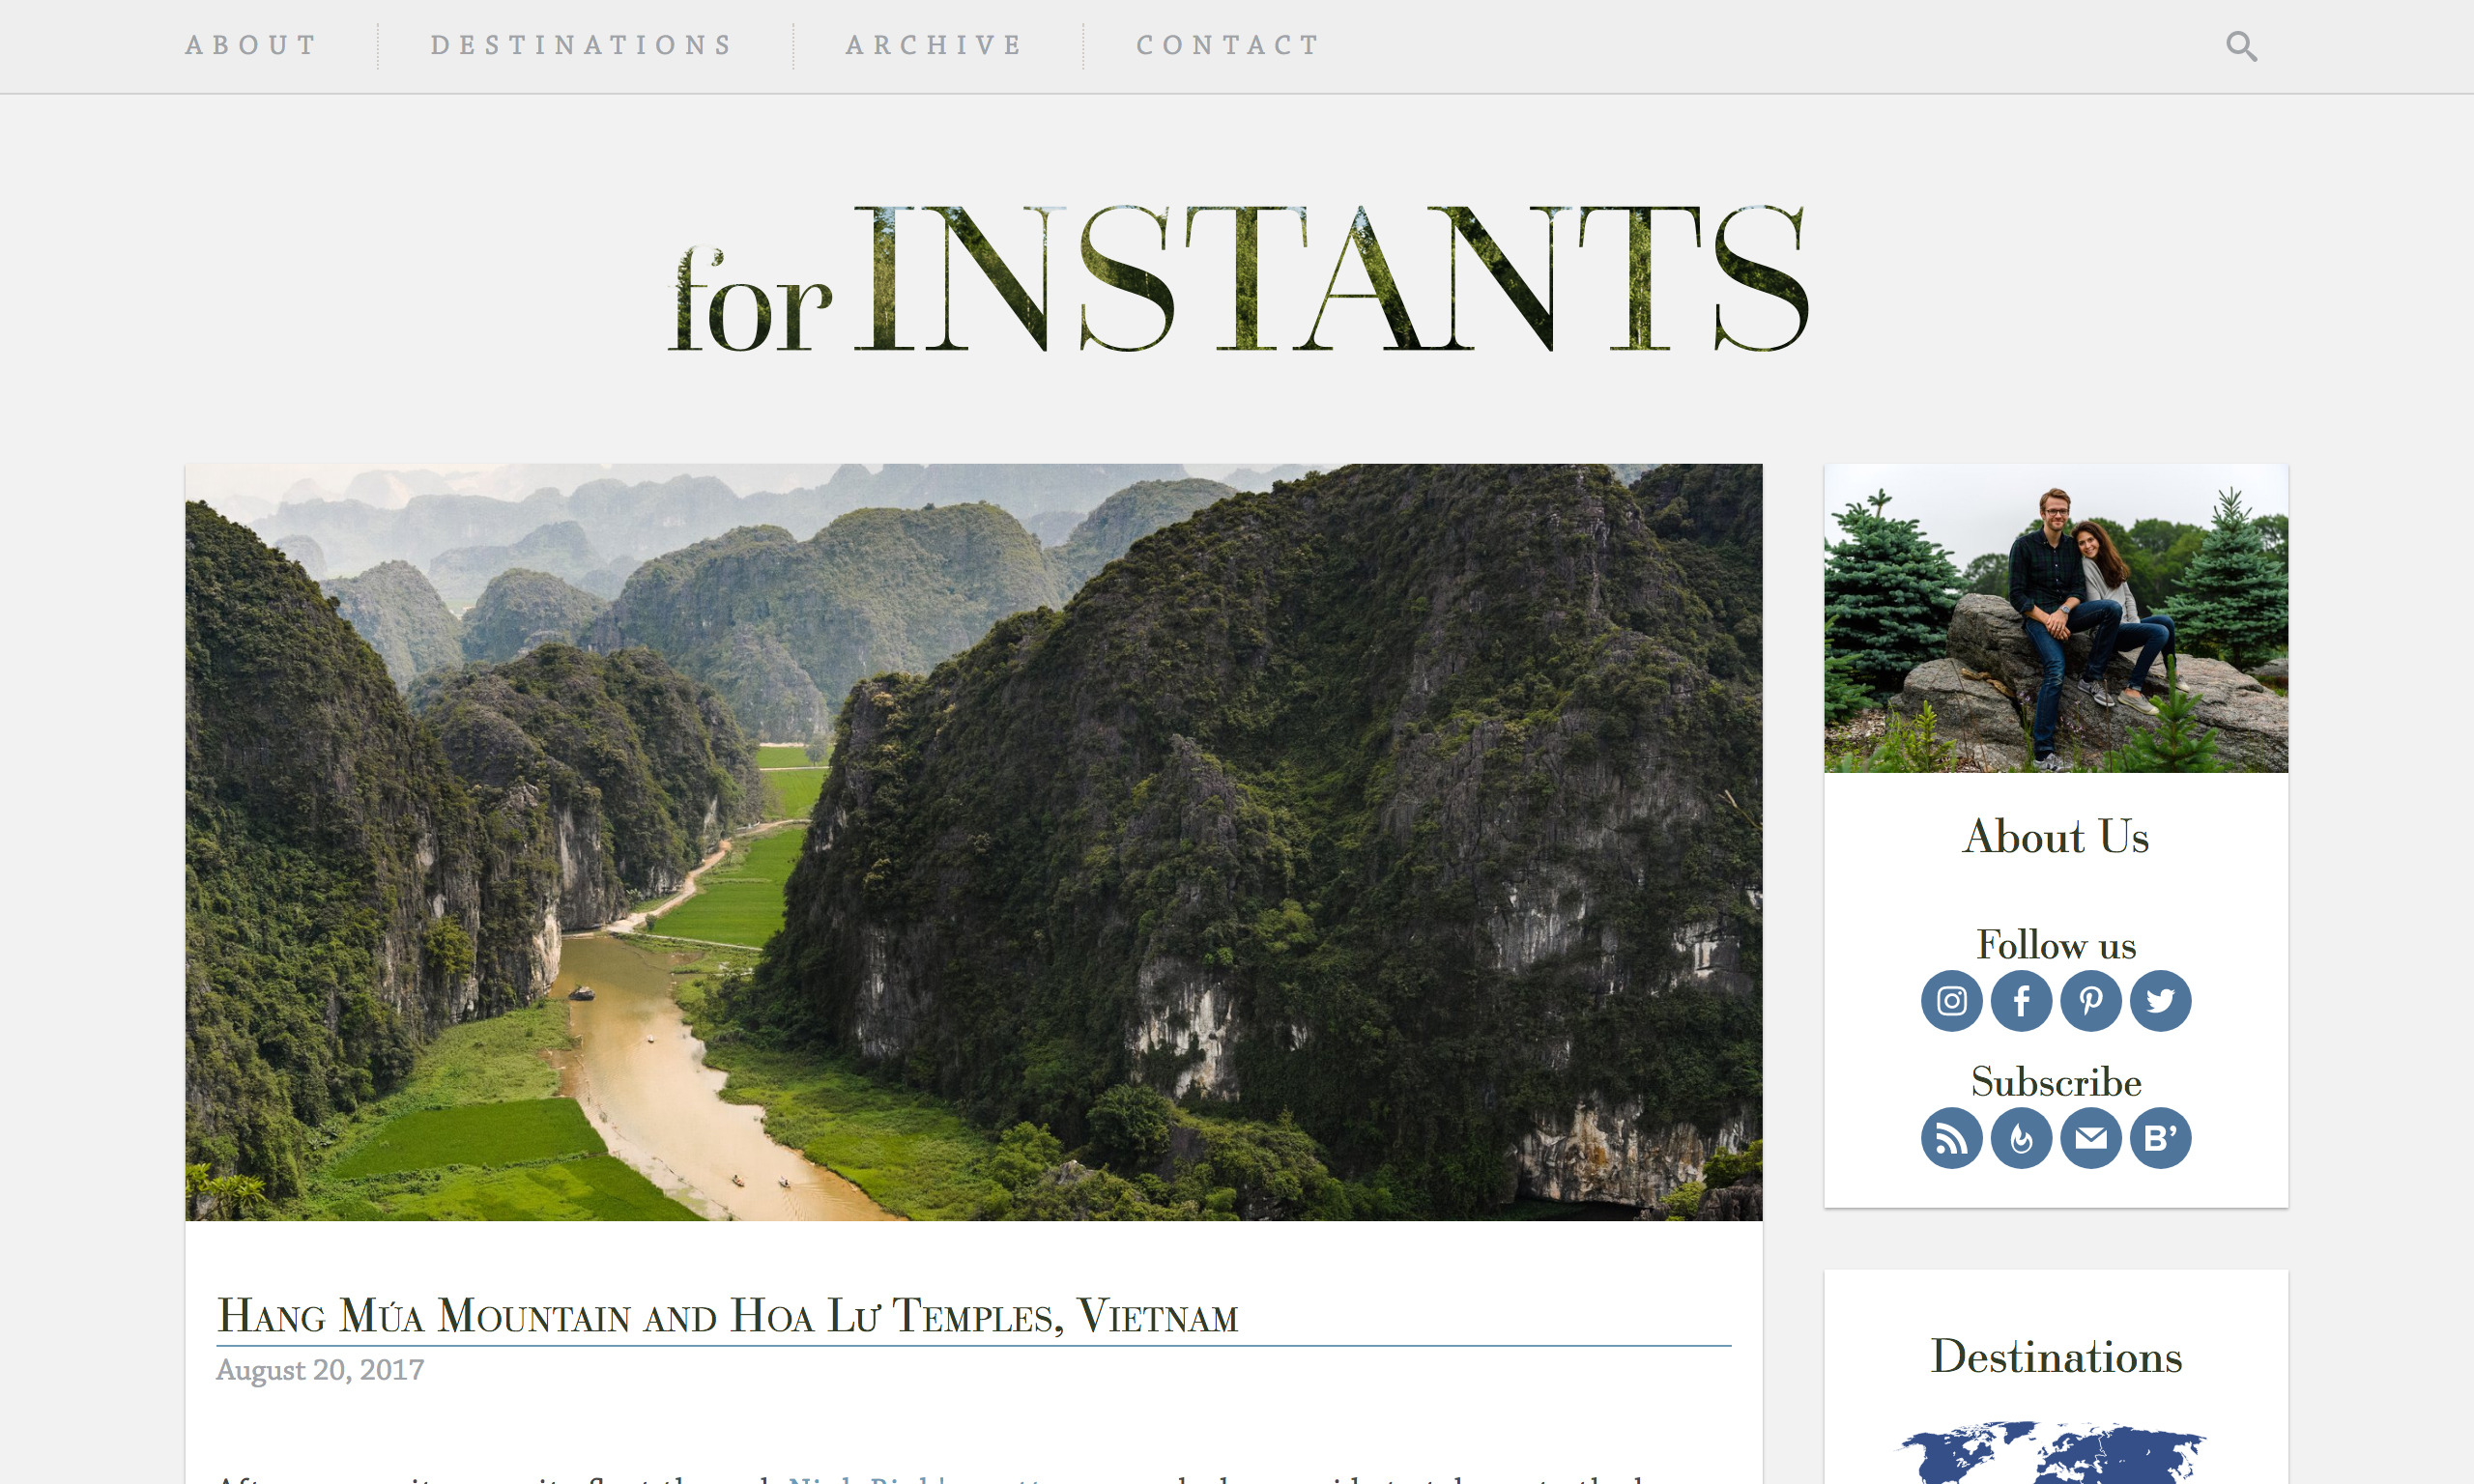 ABOUT
DESTINATIONS
ARCHIVE
CONTACT
for INSTANTS
About Us
Follow us
Subscribe
B'
Hang Múa Mountain and Hoa Lư Temples, Vietnam
August 20, 2017
Destinations